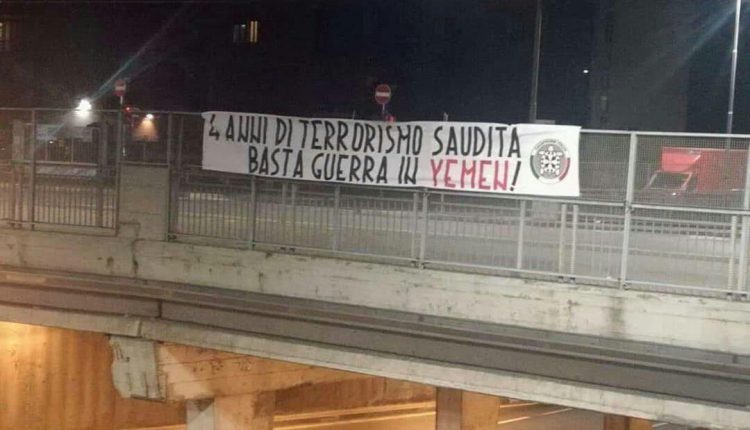 4 ANNI DI TERRORISMO SAUDITA
BASTA GUERRA IN YEMEN!